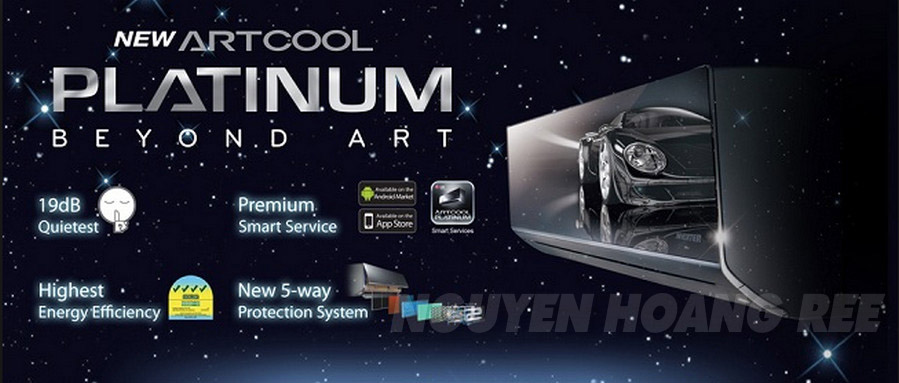 NEW ARTCOOL
PLATINUM
BEYOND ART
19dB
Quietest
Premium
Smart Service
Available on the
Android Market
Available on the
App Store
ARTCOOL
PLATINUM
Smart Services
Highest
Energy Efficiency
New 5-way
Protection System
NGUYEN HOANG REE